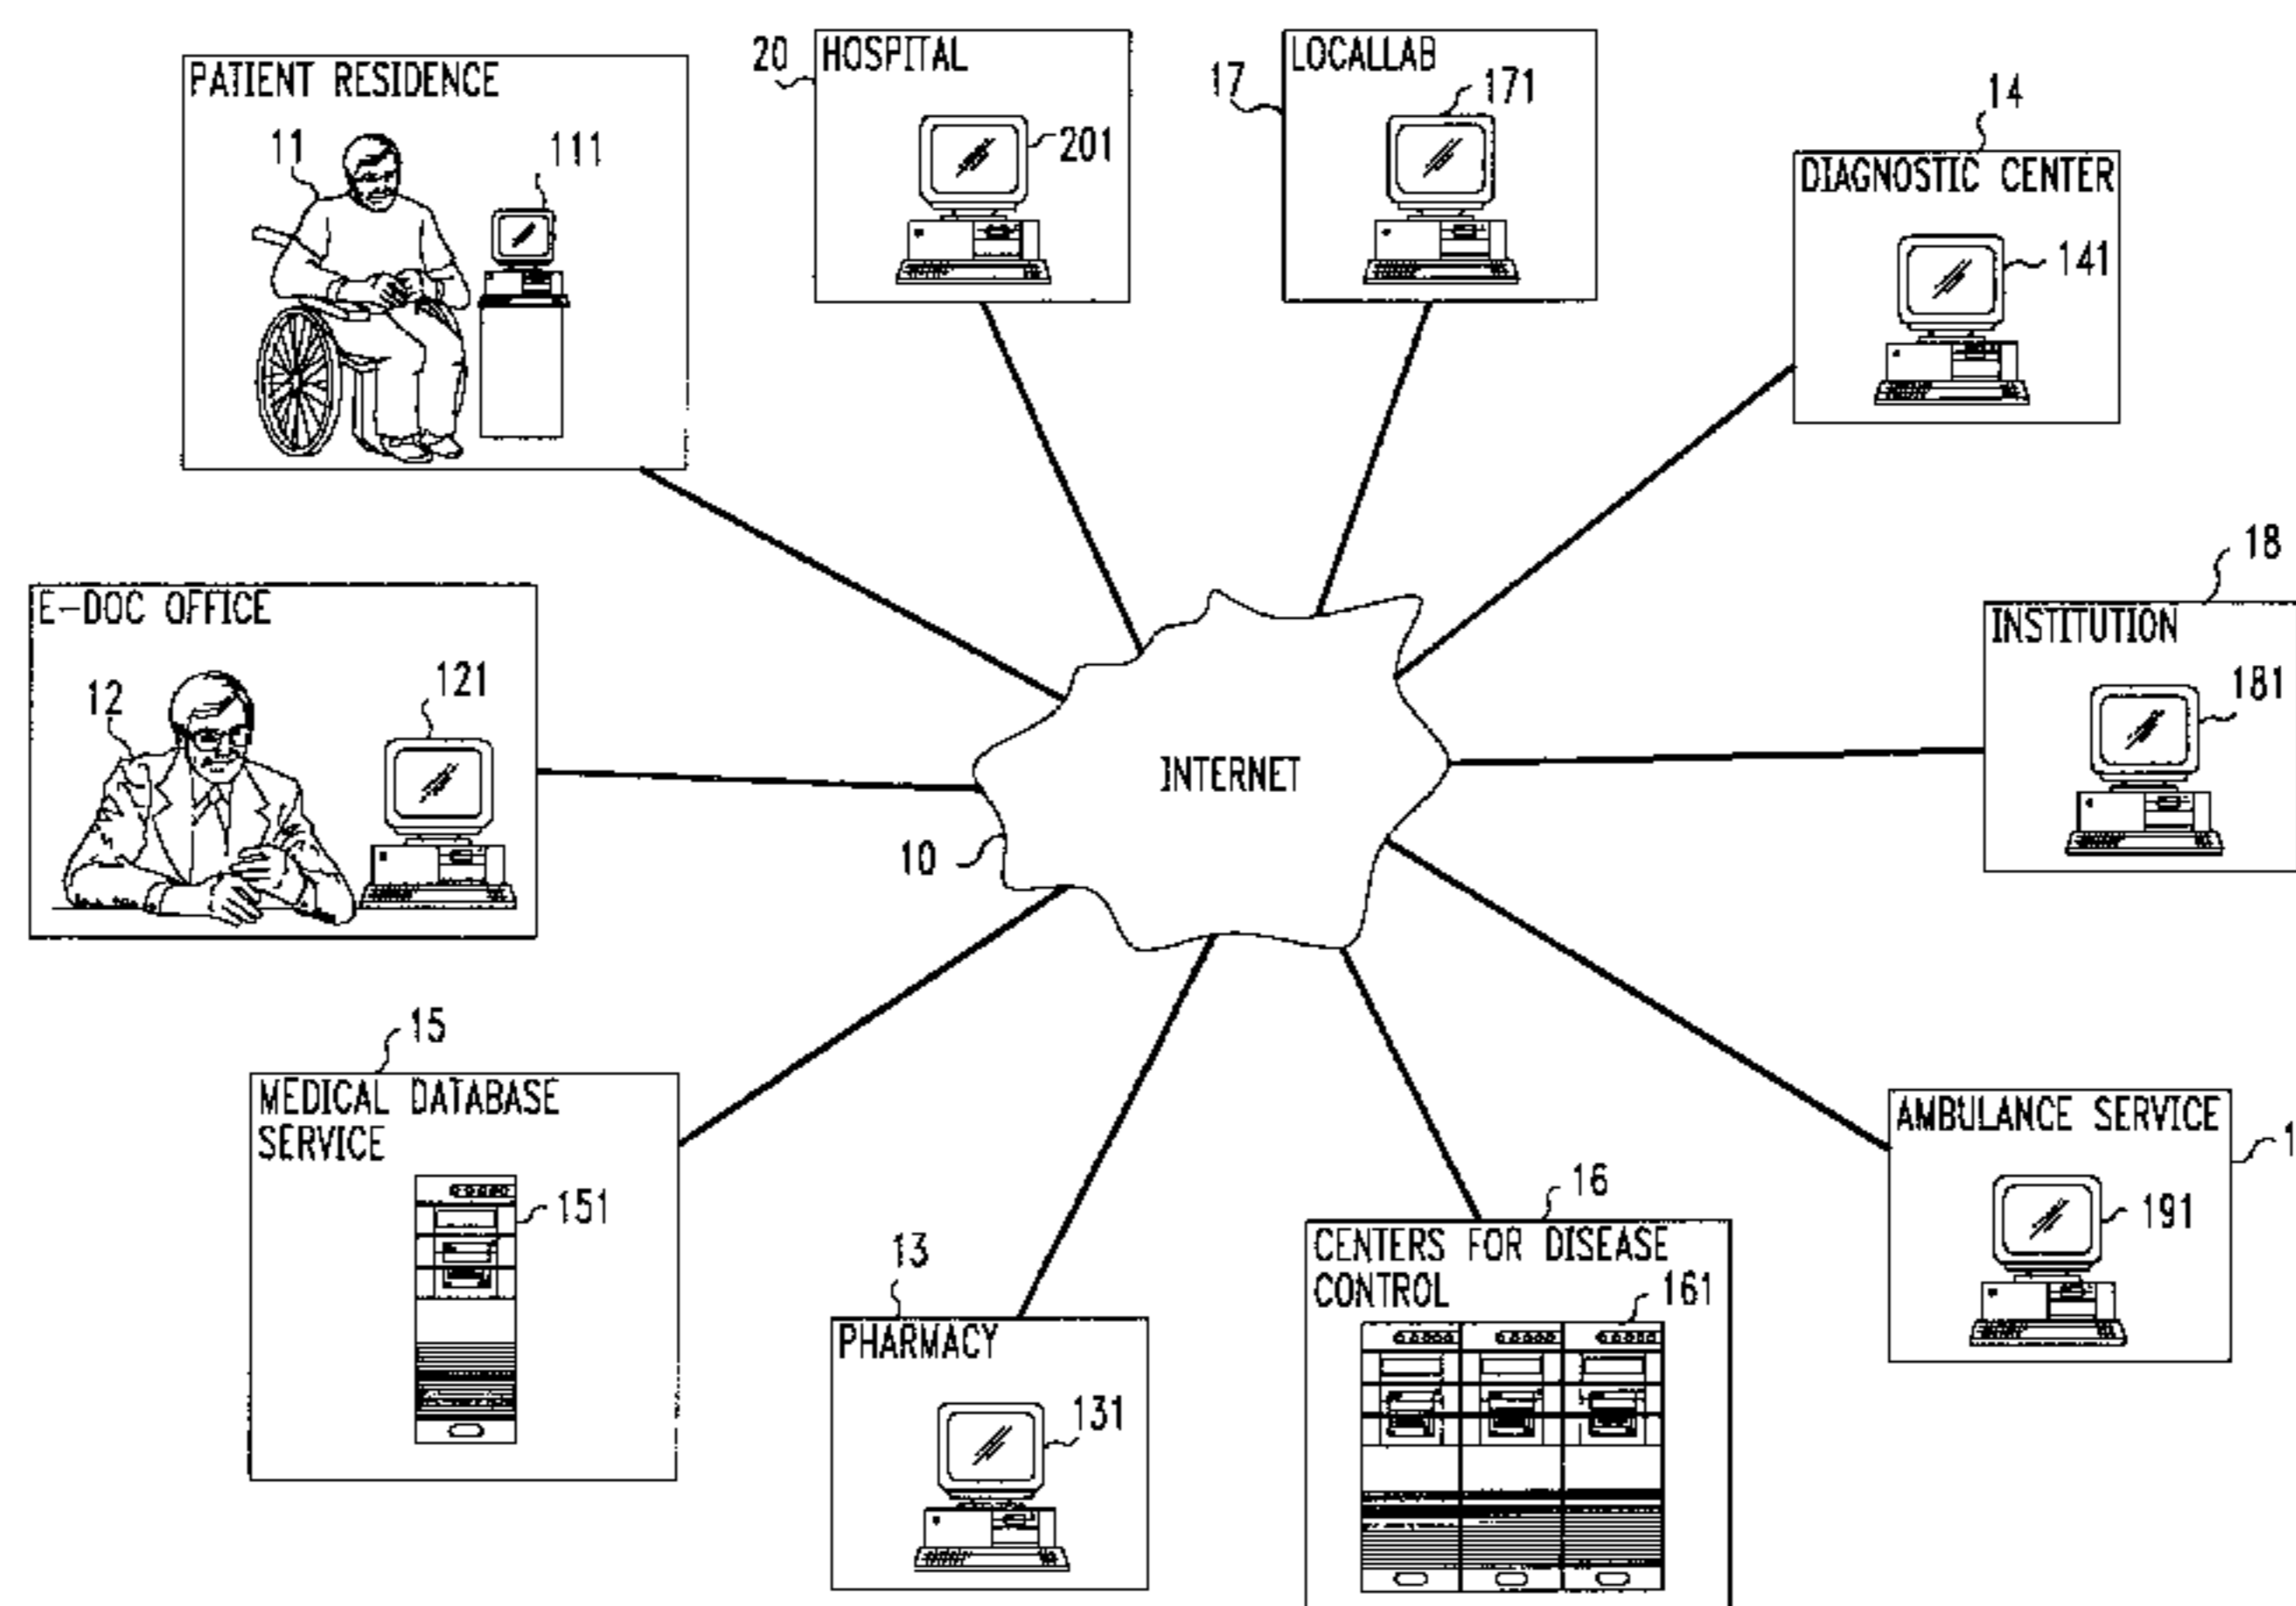 PATIENT RESIDENCE
11
111
20
HOSPITAL
201
17
LOCALLAB
171
14
DIAGNOSTIC CENTER
141
E-DOC OFFICE
12
121
INTERNET
10
18
INSTITUTION
181
15
MEDICAL DATABASE
SERVICE
151
13
PHARMACY
131
16
CENTERS FOR DISEASE
CONTROL
161
AMBULANCE SERVICE
191